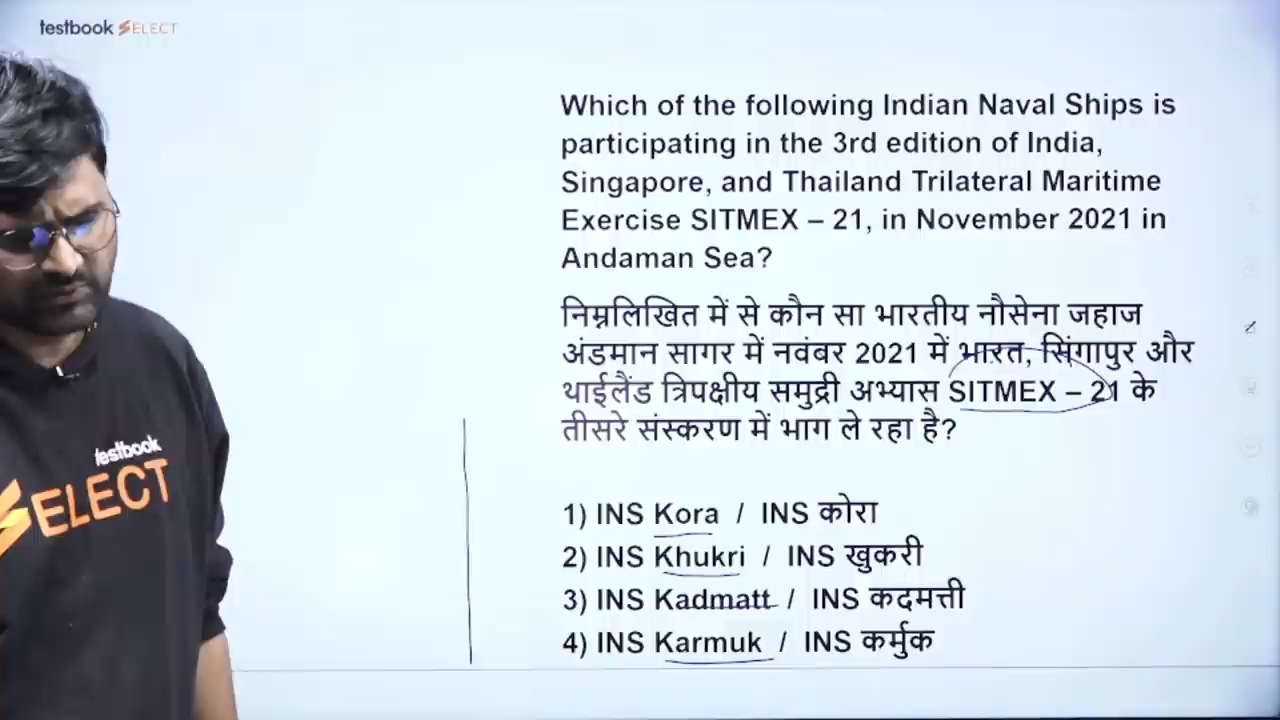 testbook SELECT
Which of the following Indian Naval Ships is
participating in the 3rd edition of India,
Singapore, and Thailand Trilateral Maritime
Exercise SITMEX – 21, in November 2021 in
Andaman Sea?
निम्नलिखित में से कौन सा भारतीय नौसेना जहाज
अंडमान सागर में नवंबर 2021 में भारत, सिंगापुर और
थाईलैंड त्रिपक्षीय समुद्री अभ्यास SITMEX – 21 के
तीसरे संस्करण में भाग ले रहा है?
1) INS Kora / INS कोरा
2) INS Khukri / INS खुकरी
3) INS Kadmatt / INS कदमत्ती
4) INS Karmuk / INS कर्मुक
testbook
SELECT